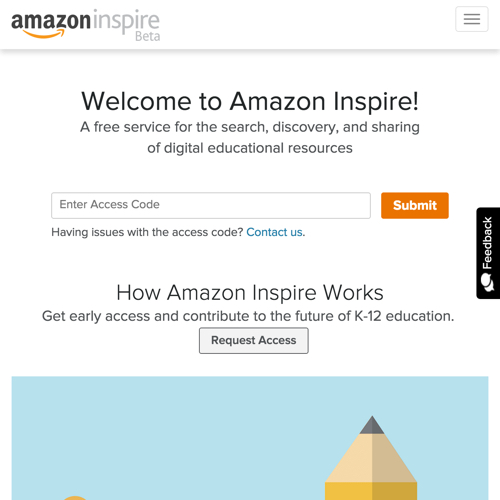 amazoninspire
Beta
Welcome to Amazon Inspire!
A free service for the search, discovery, and sharing
of digital educational resources
Enter Access Code
Submit
Having issues with the access code? Contact us.
Feedback
How Amazon Inspire Works
Get early access and contribute to the future of K-12 education.
Request Access